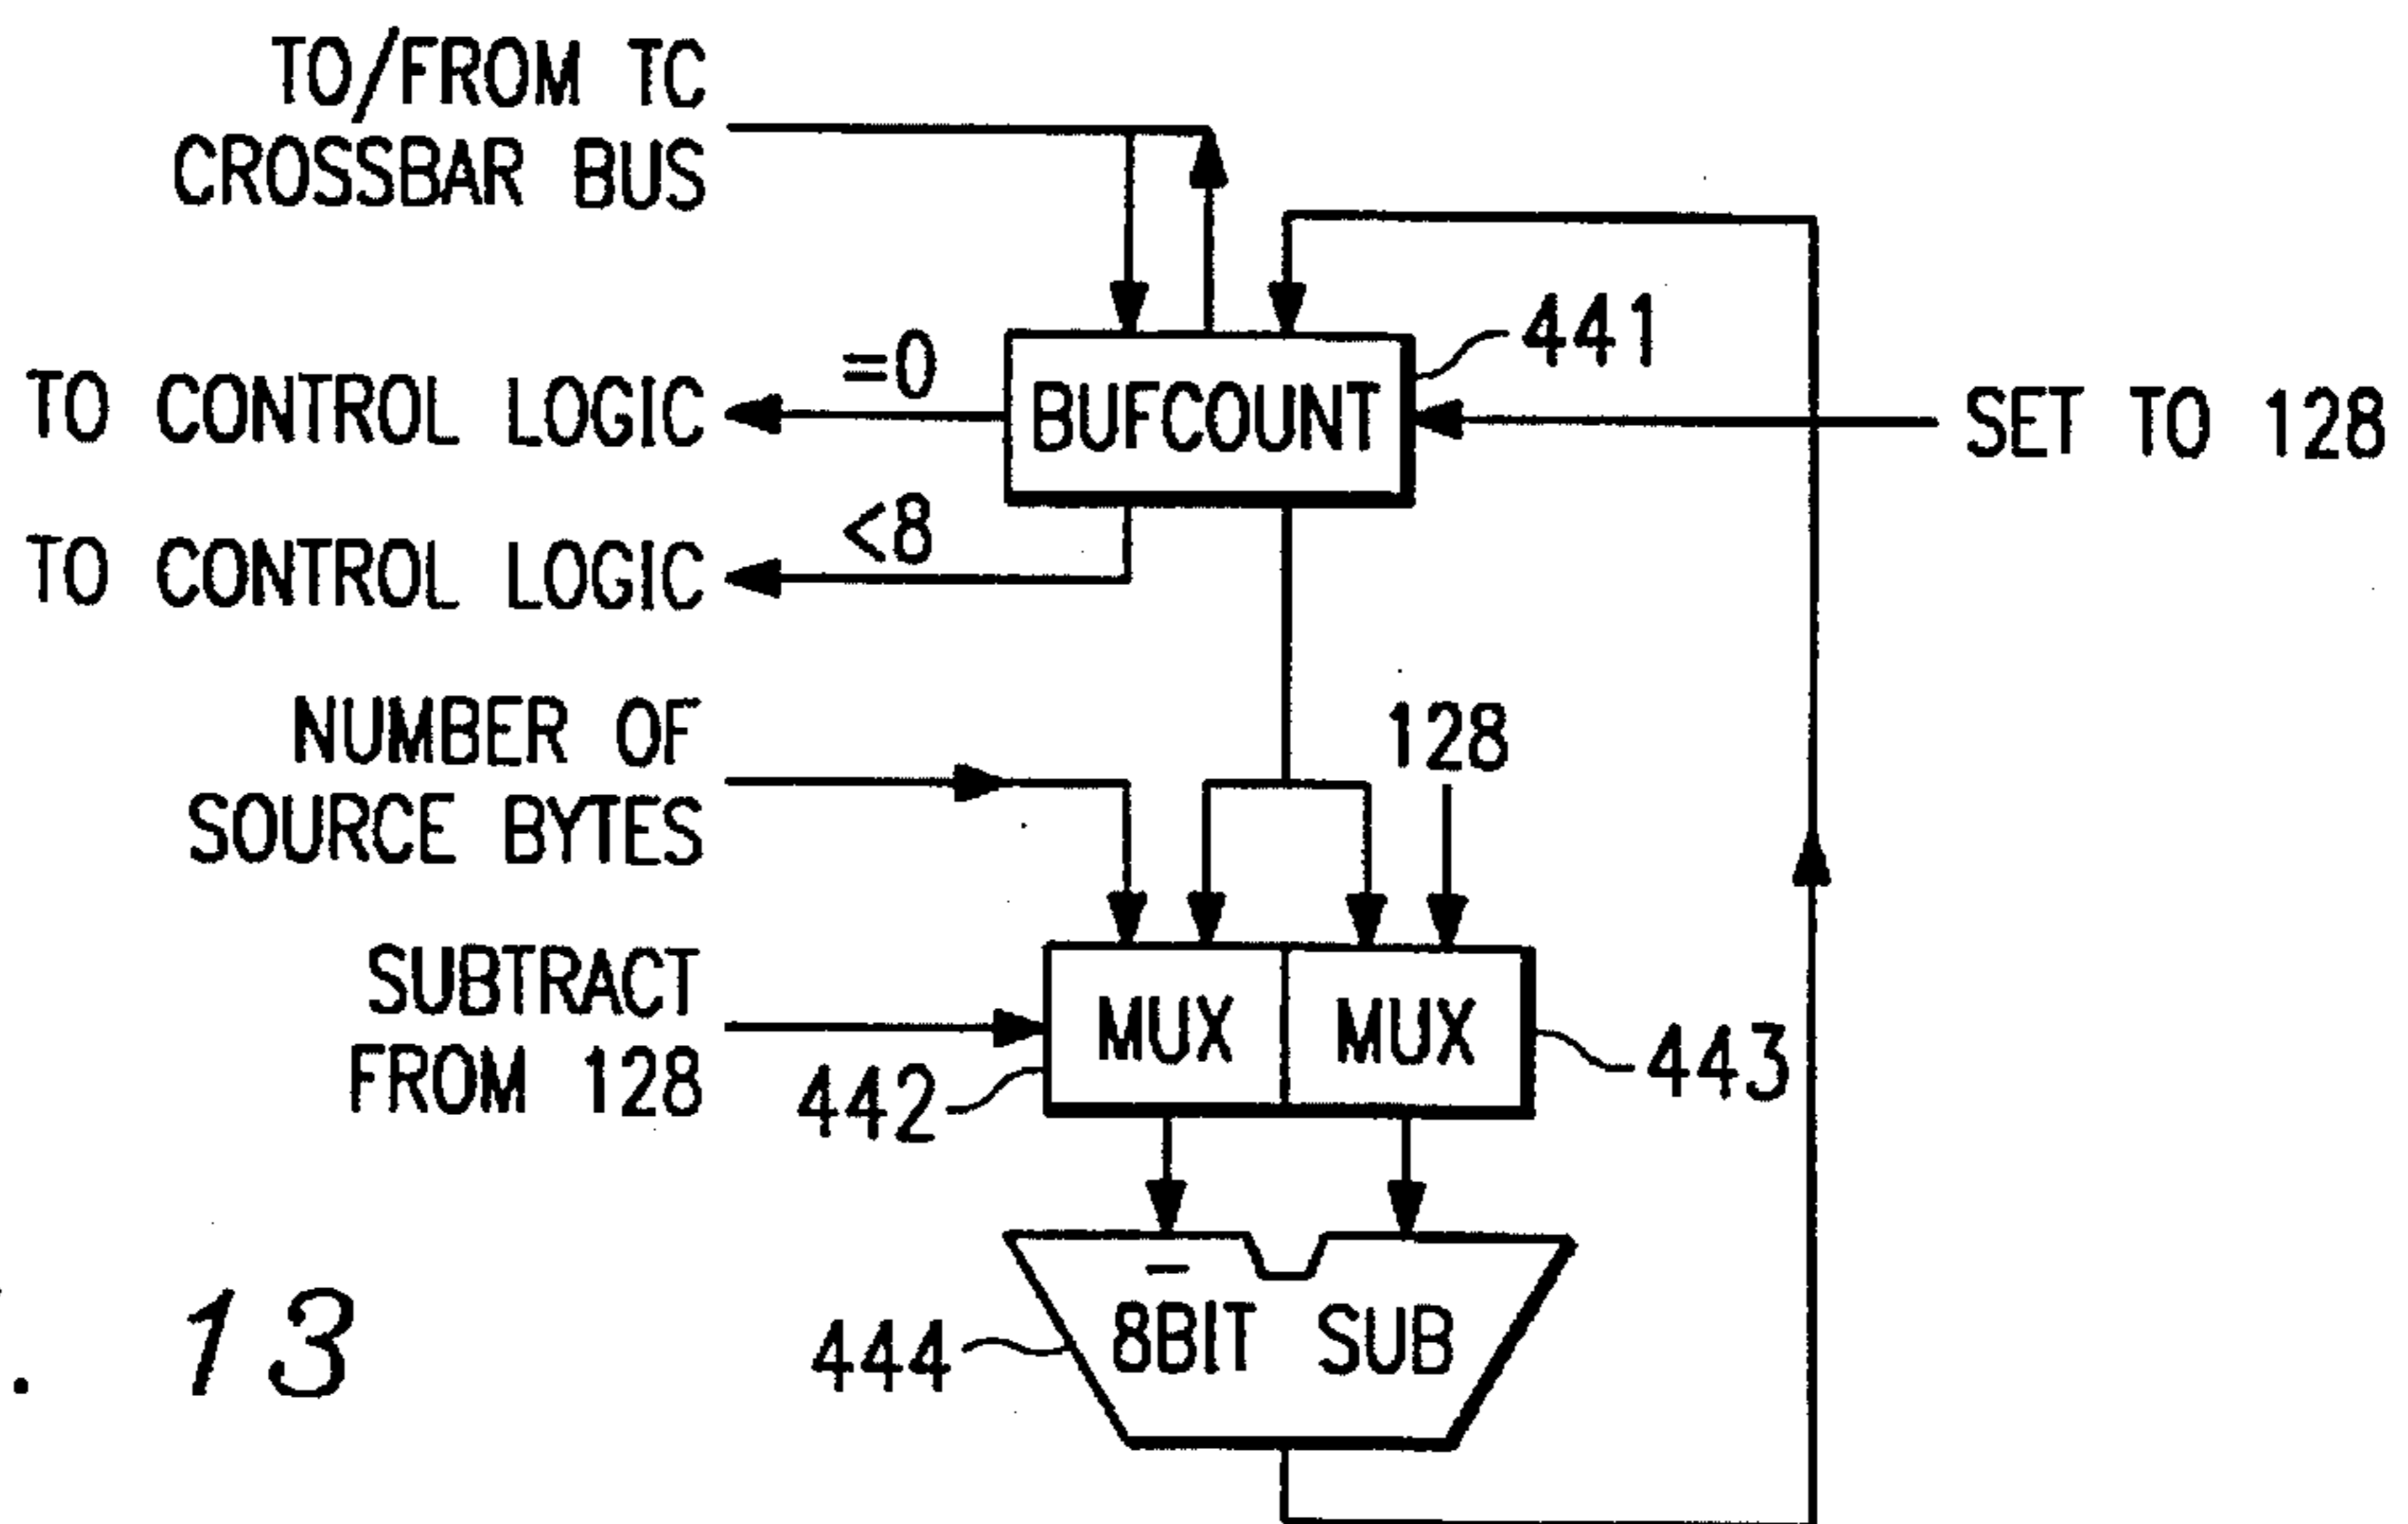 TO/FROM TC
CROSSBAR BUS
=0
441
TO CONTROL LOGIC
BUFCOUNT
SET TO 128
<8
TO CONTROL LOGIC
NUMBER OF
SOURCE BYTES
128
SUBTRACT
FROM 128
MUX
MUX
442
443
8BIT SUB
444
. 13